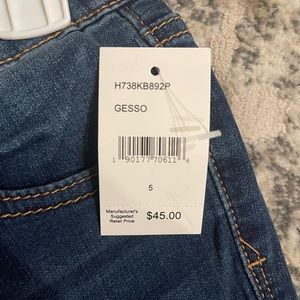 H738KB892P
GESSO
1 90177 70611 6
5
Manufacturer's
Suggested
Retail Price
$45.00